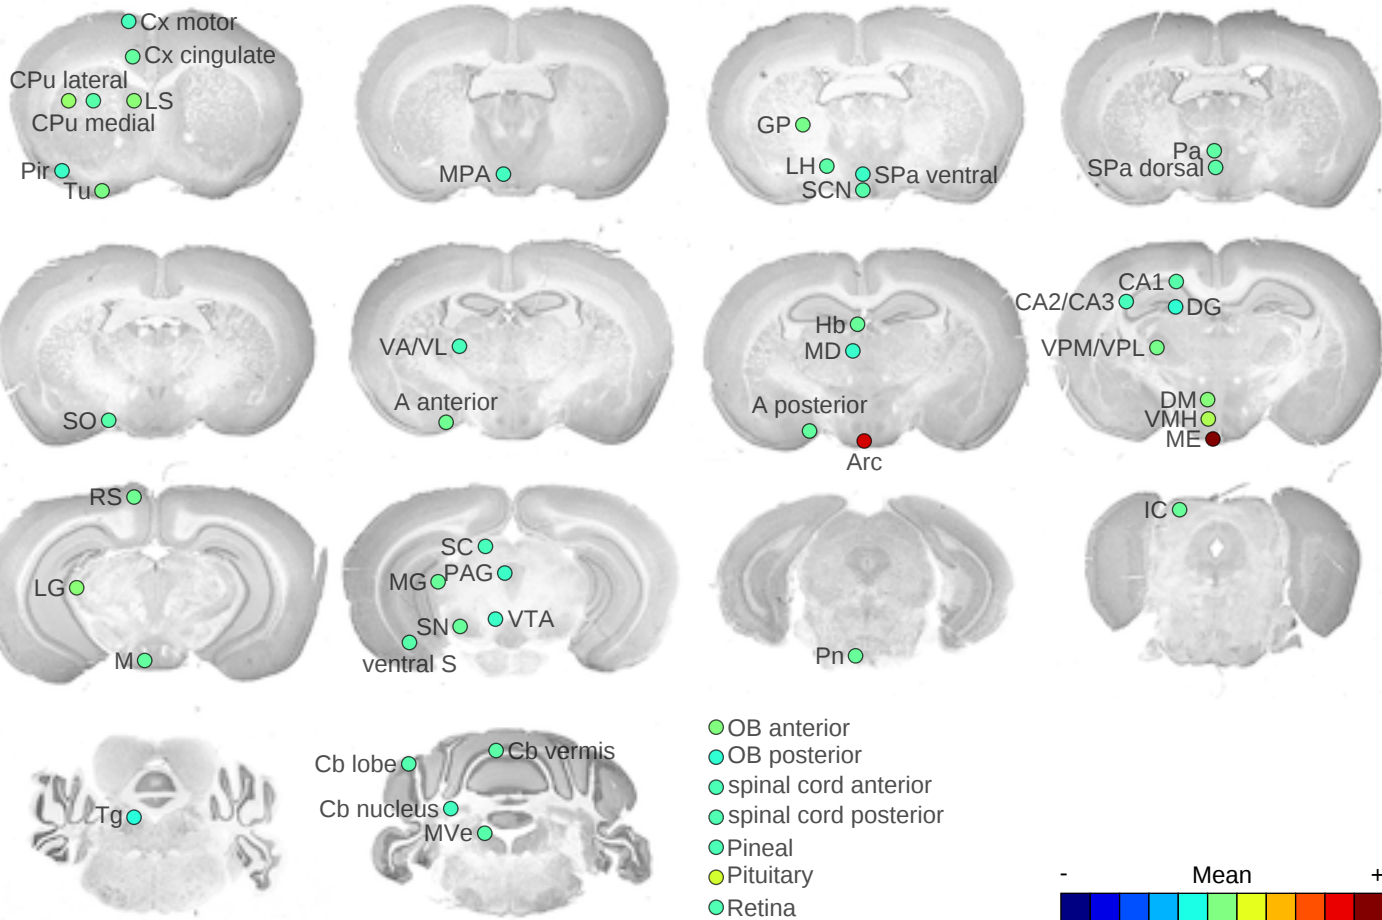 Cx motor
Cx cingulate
CPu lateral
LS
CPu medial
Pir
Tu
MPA
GP
LH
SPa ventral
SCN
Pa
SPa dorsal
SO
VA/VL
A anterior
Hb
MD
A posterior
Arc
CA1
CA2/CA3
DG
VPM/VPL
DM
VMH
ME
RS
LG
M
SC
MG
PAG
SN
VTA
ventral S
Pn
IC
Tg
Cb vermis
Cb lobe
Cb nucleus
MVe
OB anterior
OB posterior
spinal cord anterior
spinal cord posterior
Pineal
Pituitary
Retina
- Mean +